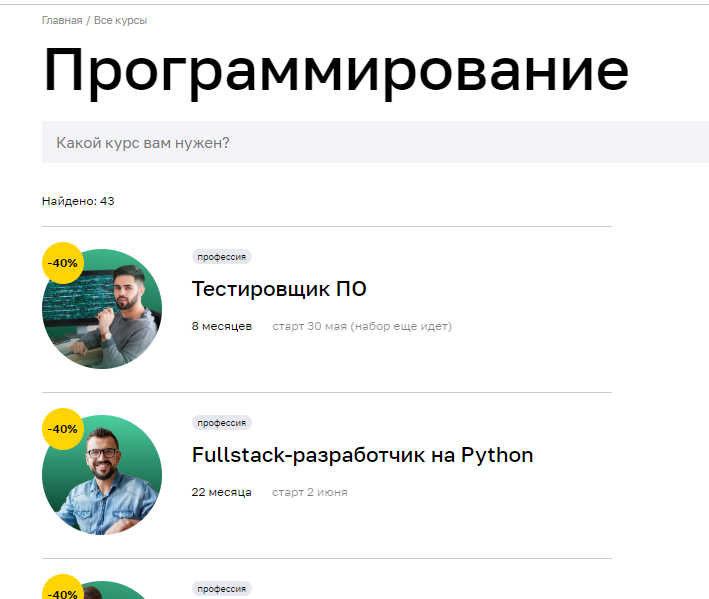 Главная / Все курсы
Программирование
Какой курс вам нужен?
Найдено: 43
-40%
профессия
Тестировщик ПО
8 месяцев старт 30 мая (набор еще идет)
-40%
профессия
Fullstack-разработчик на Python
22 месяца старт 2 июня
-40%
профессия